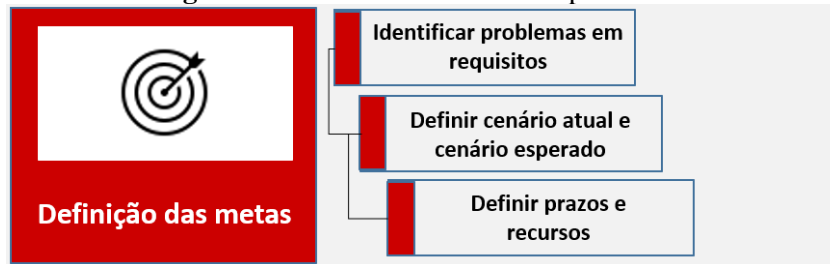 Definição das metas
Identificar problemas em
requisitos
Definir cenário atual e
cenário esperado
Definir prazos e
recursos